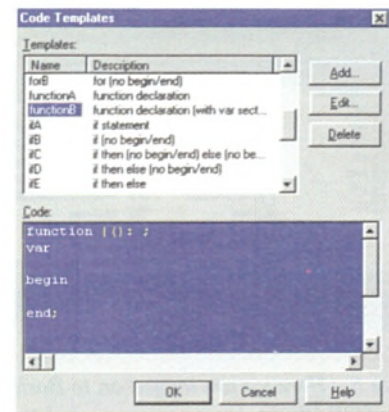 Code Templates
Templates:
Name Description
forB for (no begin/end)
functionA function declaration
functionB function declaration (with var sect...
ifA if statement
ifB if (no begin/end)
ifC if then (no begin/end) else (no be...
ifD if then else (no begin/end)
ifE if then else
Add...
Edit...
Delete
Code:
function |(): ;
var
begin
end;
OK Cancel Help